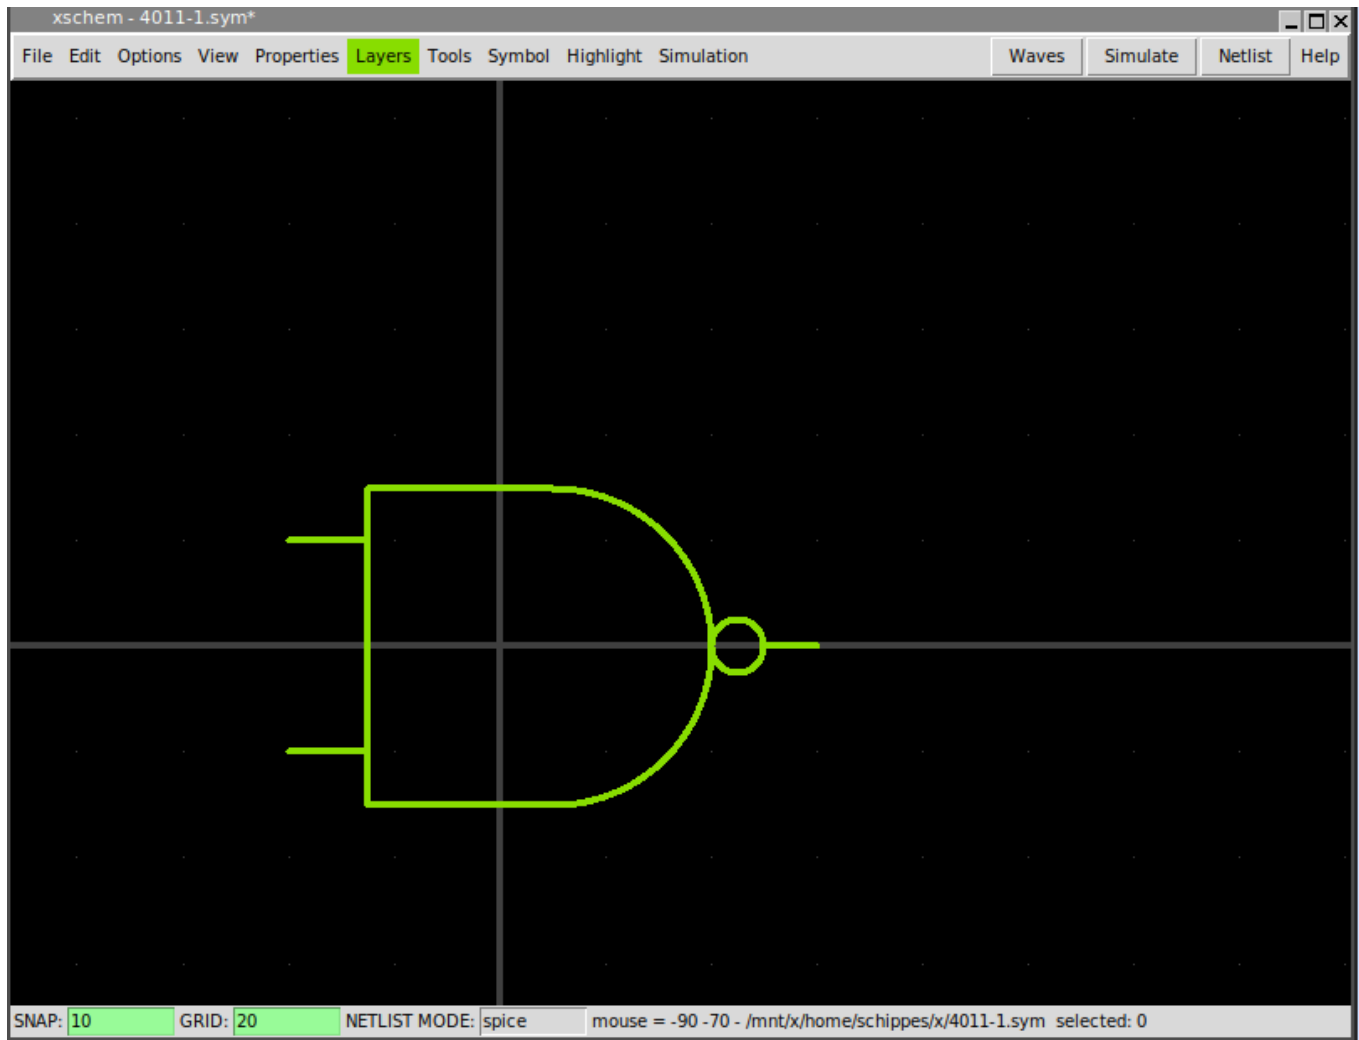 xschem - 4011-1.sym*
File Edit Options View Properties Layers Tools Symbol Highlight Simulation Waves Simulate Netlist Help
SNAP: 10 GRID: 20 NETLIST MODE: spice mouse = -90 -70 - /mnt/x/home/schippes/x/4011-1.sym selected: 0